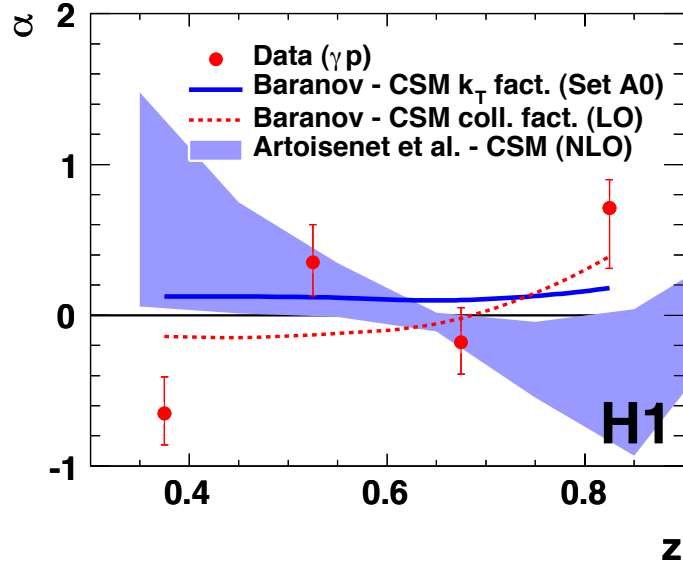 α
2
Data (γ p)
Baranov - CSM kT fact. (Set A0)
Baranov - CSM coll. fact. (LO)
Artoisenet et al. - CSM (NLO)
1
0
H1
-1
0.4 0.6 0.8
z